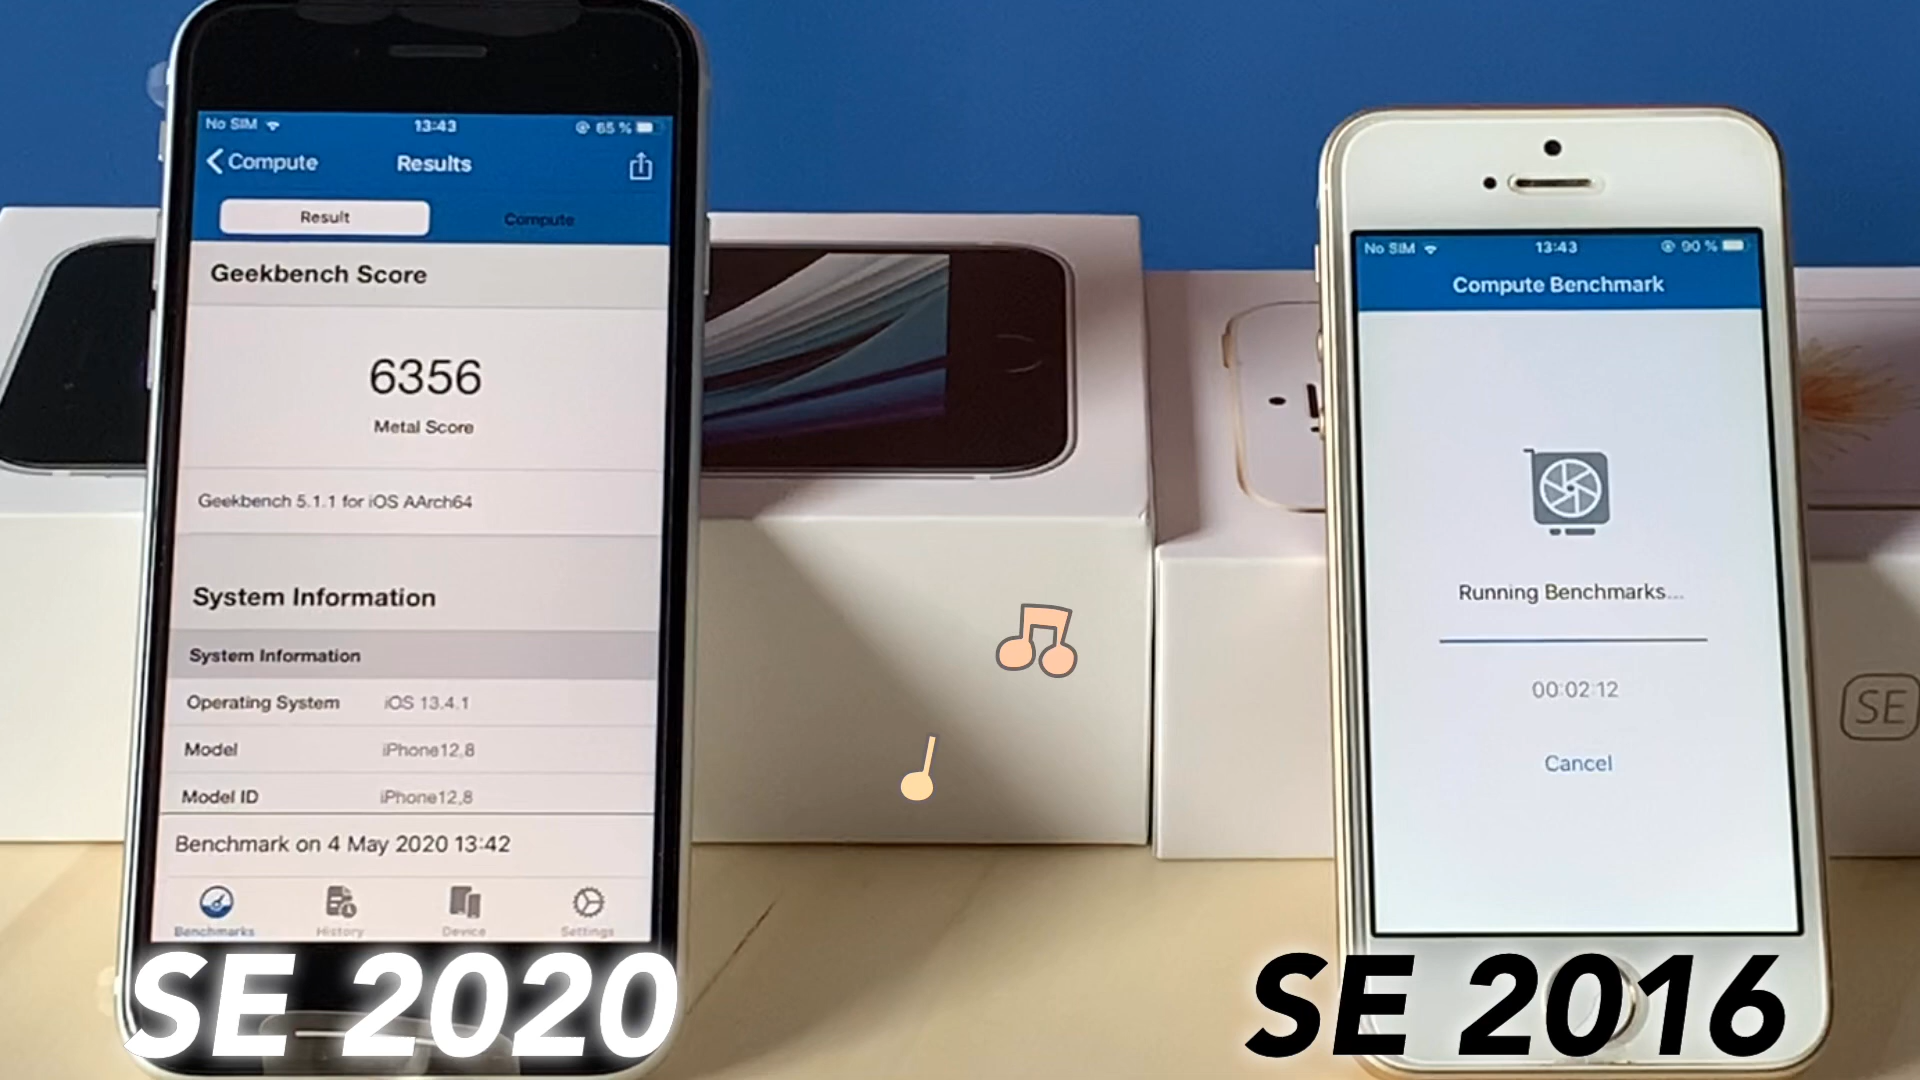 No SIM 13:43 65 %
Compute Results
Result Compute
Geekbench Score
6356
Metal Score
Geekbench 5.1.1 for iOS AArch64
System Information
System Information
Operating System iOS 13.4.1
Model iPhone12,8
Model ID iPhone12,8
Benchmark on 4 May 2020 13:42
Benchmarks History Device Settings
SE 2020
No SIM 13:43 90 %
Compute Benchmark
Running Benchmarks...
00:02:12
Cancel
SE
SE 2016